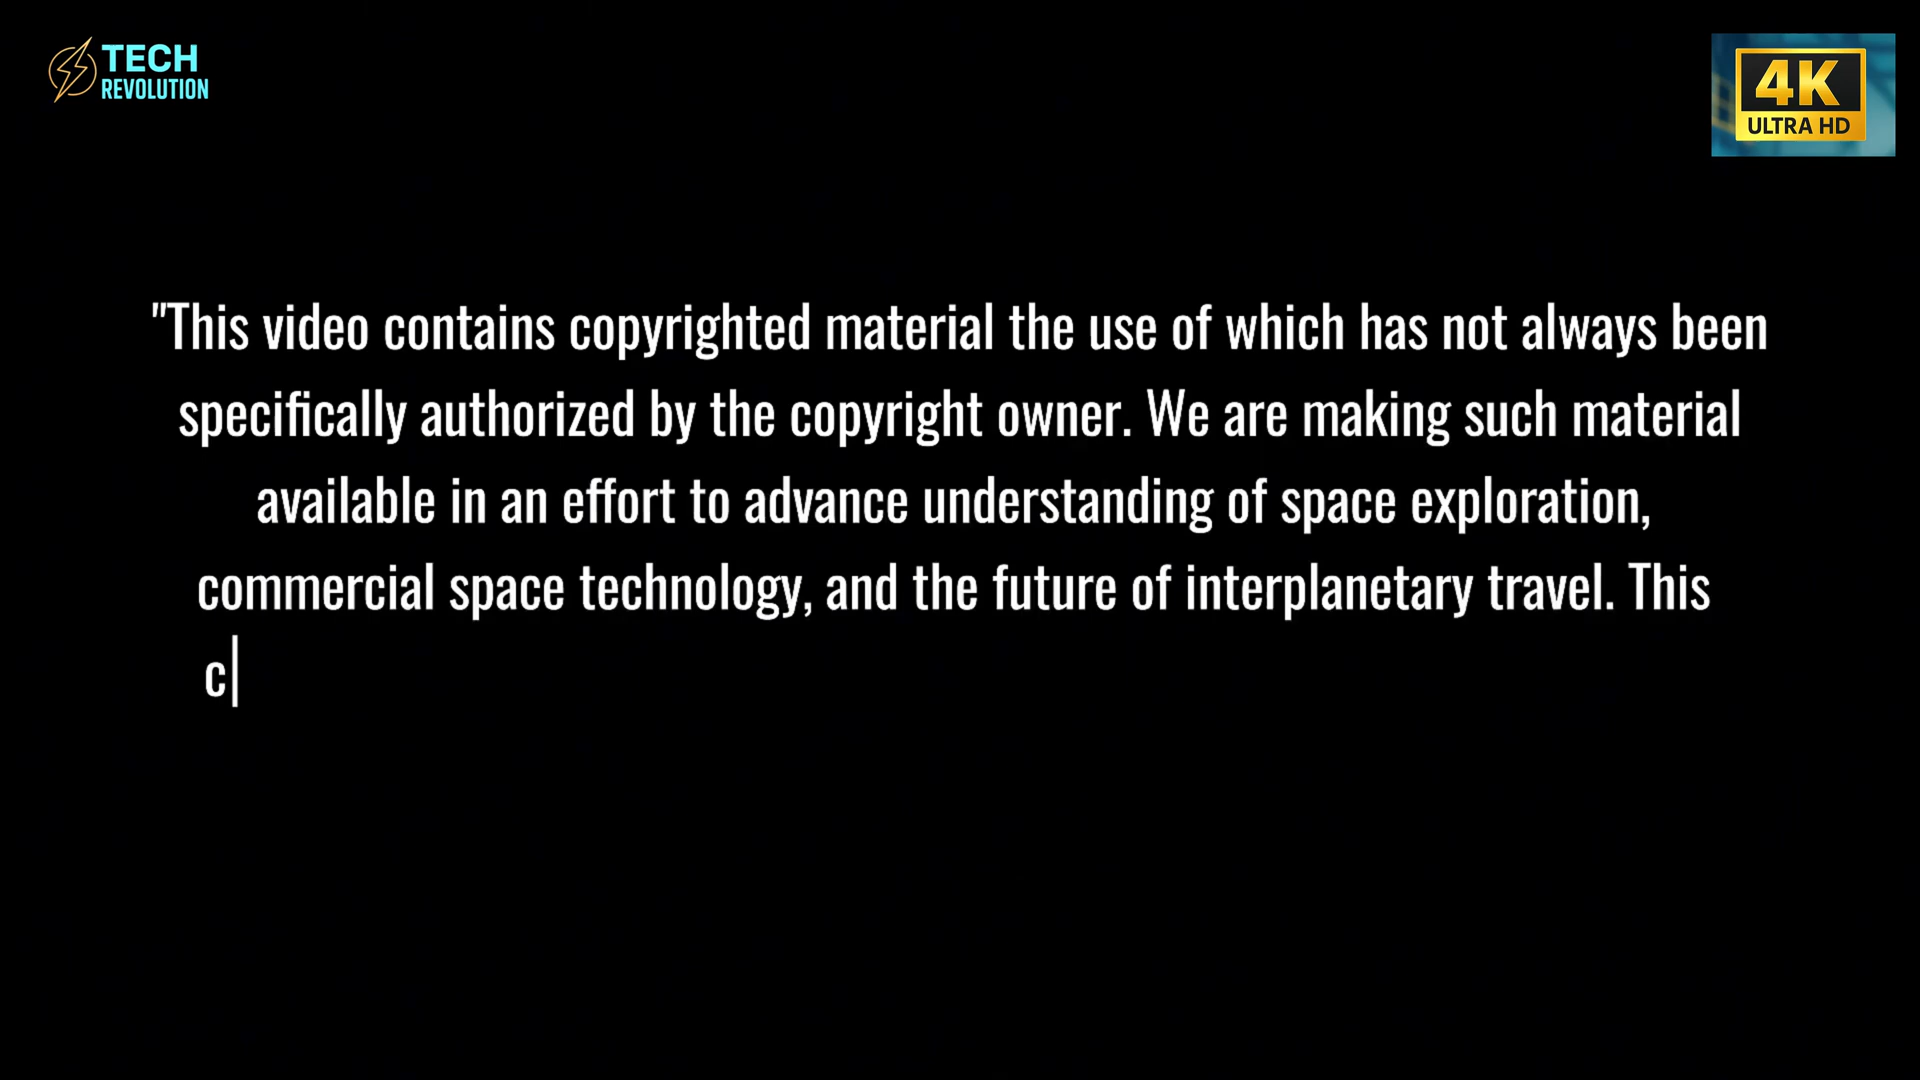 TECH
REVOLUTION
4K
ULTRA HD
"This video contains copyrighted material the use of which has not always been
specifically authorized by the copyright owner. We are making such material
available in an effort to advance understanding of space exploration,
commercial space technology, and the future of interplanetary travel. This
c